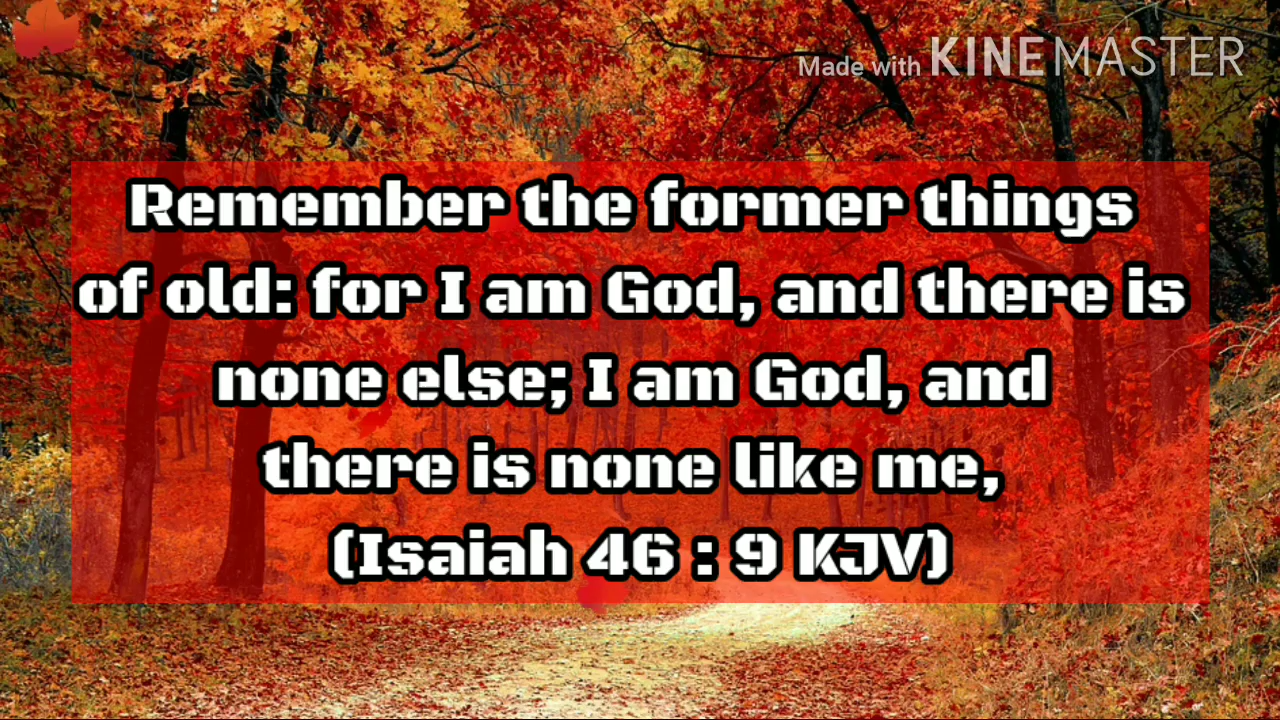 Made with KINEMASTER
Remember the former things
of old: for I am God, and there is
none else; I am God, and
there is none like me,
(Isaiah 46 : 9 KJV)